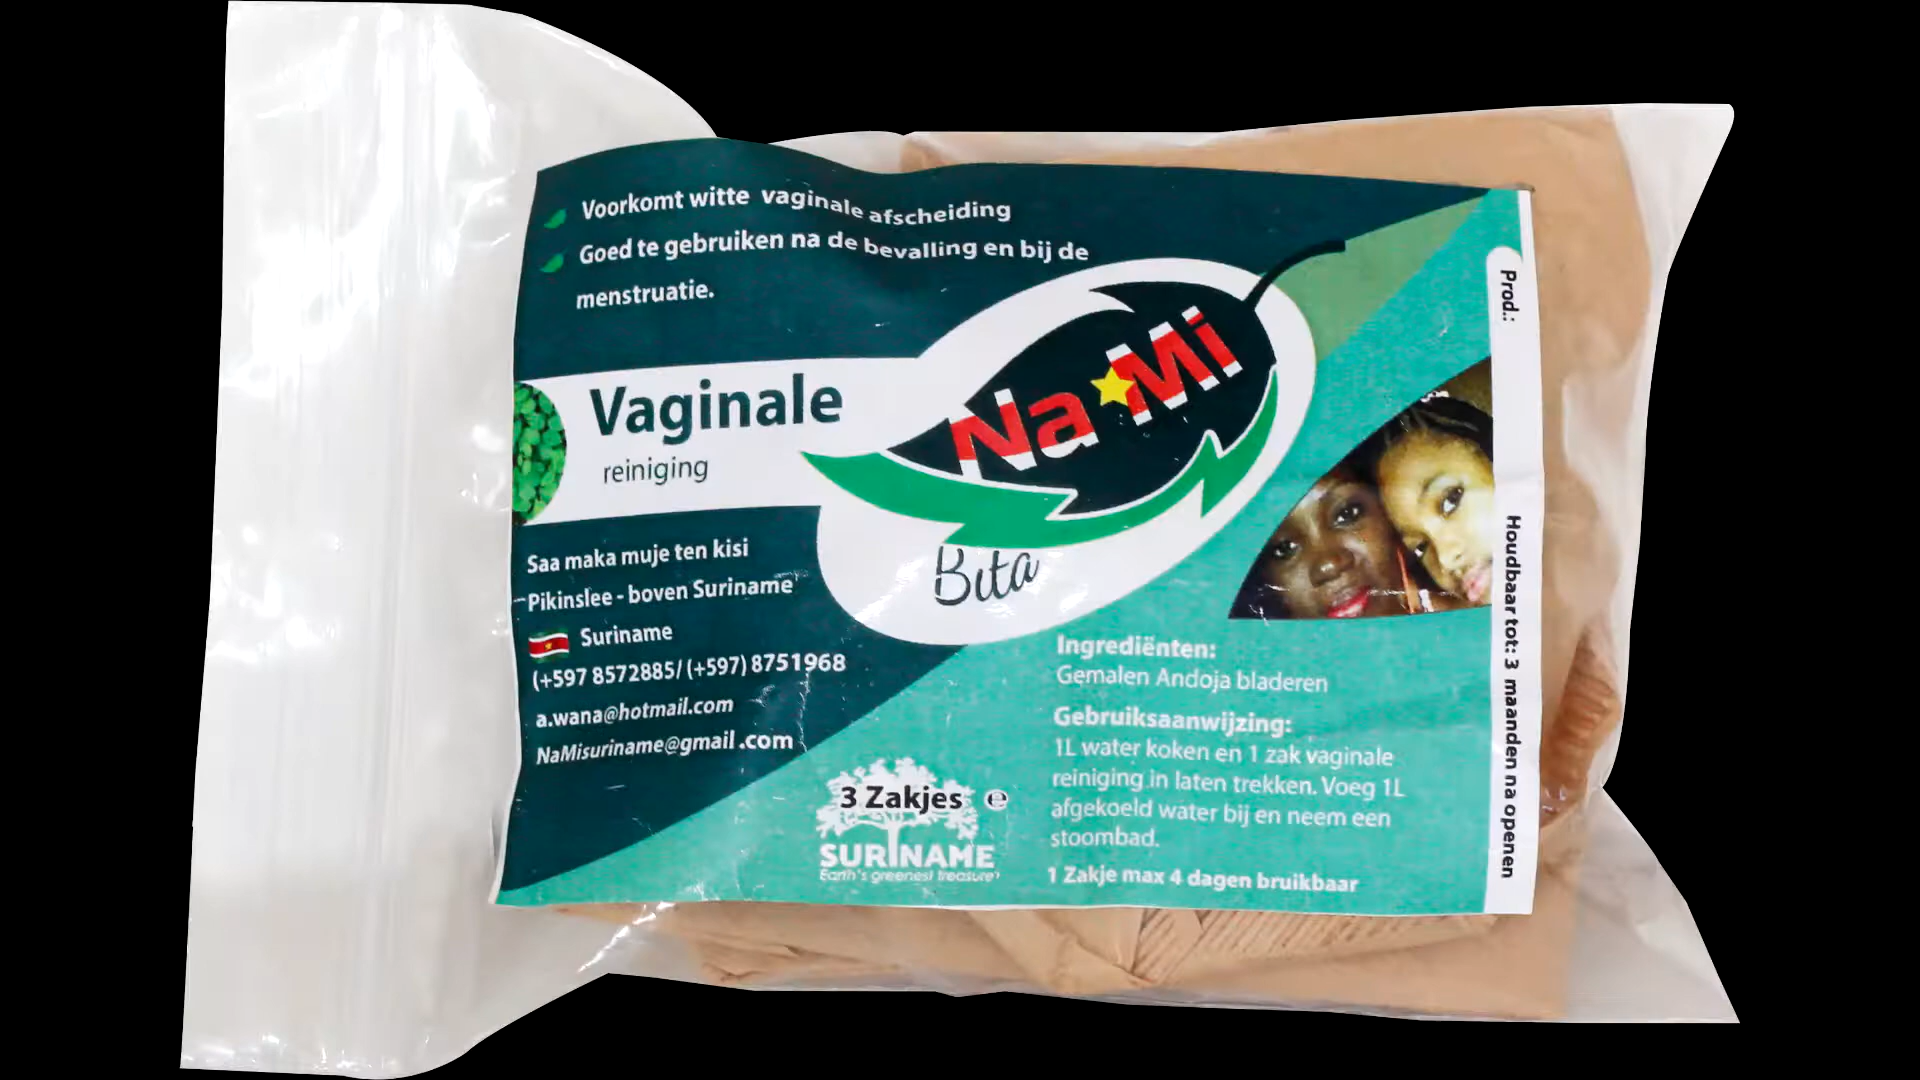 Voorkomt witte vaginale afscheiding
Goed te gebruiken na de bevalling en bij de
menstruatie.
Vaginale
reiniging
Na Mi
Bita
Saa maka muje ten kisi
Pikinslee - boven Suriname
Suriname
(+597 8572885/ (+597) 8751968
a.wana@hotmail.com
NaMisuriname@gmail .com
3 Zakjes ℮
SURINAME
Earth's greenest treasure
Ingrediënten:
Gemalen Andoja bladeren
Gebruiksaanwijzing:
1L water koken en 1 zak vaginale
reiniging in laten trekken. Voeg 1L
afgekoeld water bij en neem een
stoombad.
1 Zakje max 4 dagen bruikbaar
Prod.:
Houdbaar tot: 3 maanden na openen